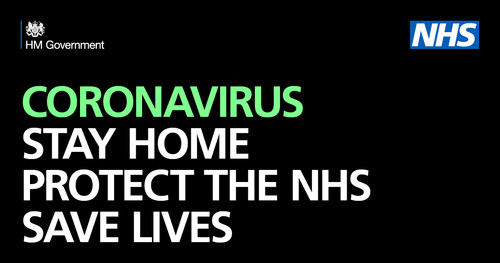 HM Government
NHS
CORONAVIRUS
STAY HOME
PROTECT THE NHS
SAVE LIVES